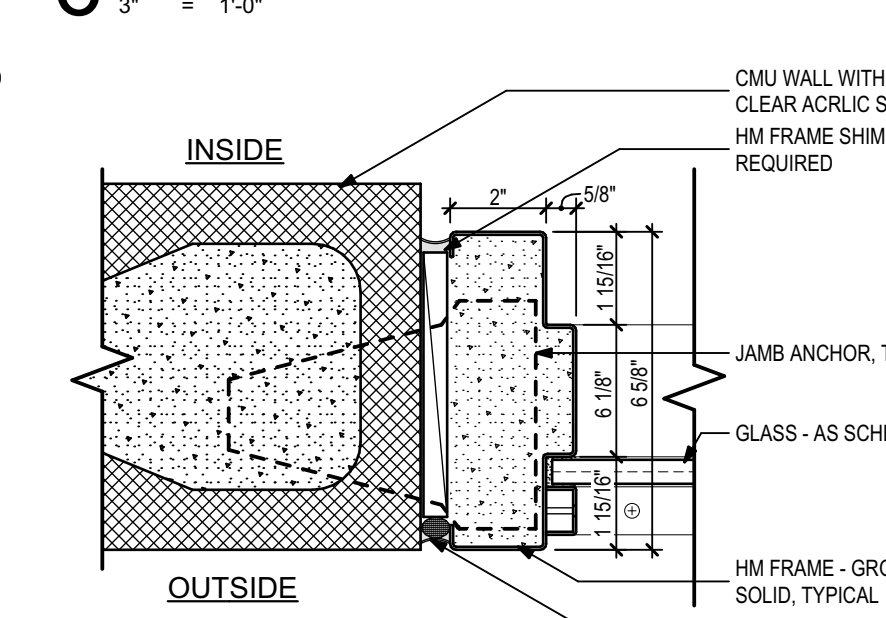 3" = 1'-0"
CMU WALL WITH
CLEAR ACRLIC S
HM FRAME SHIM
REQUIRED
INSIDE
2"
5/8"
1 15/16"
6 1/8"
6 5/8"
1 15/16"
JAMB ANCHOR, T
GLASS - AS SCH
HM FRAME - GRO
SOLID, TYPICAL
OUTSIDE